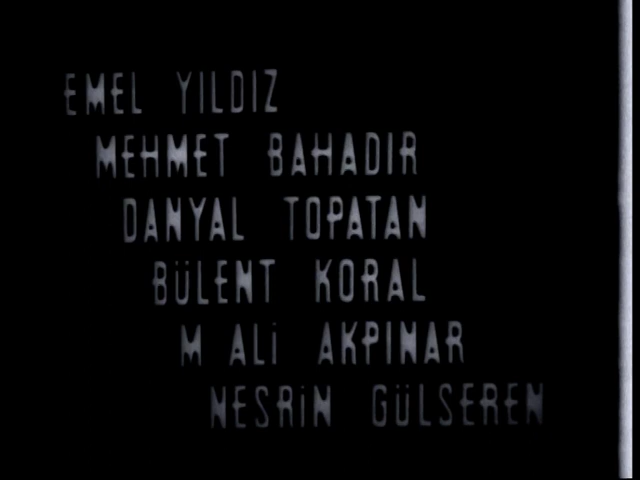 EMEL YILDIZ
MEHMET BAHADIR
DANYAL TOPATAN
BÜLENT KORAL
M ALİ AKPINAR
NESRİN GÜLSEREN